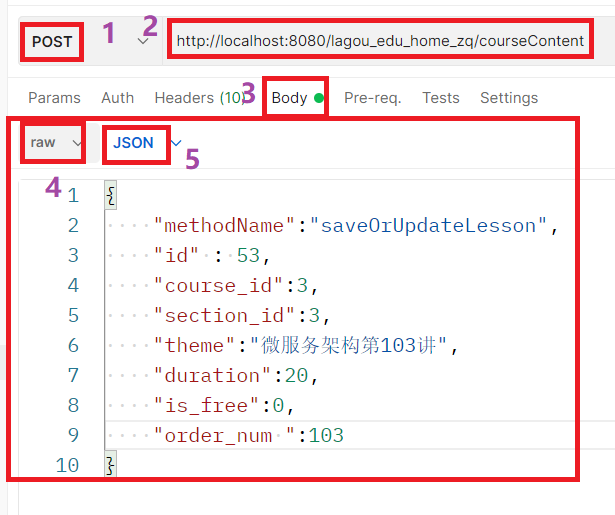 POST 1 2 http://localhost:8080/lagou_edu_home_zq/courseContent
Params Auth Headers (10) 3 Body Pre-req. Tests Settings
raw JSON
4 5
1 {
2 ····"methodName":"saveOrUpdateLesson",
3 ····"id"·:·53,
4 ····"course_id":3,
5 ····"section_id":3,
6 ····"theme":"微服务架构第103讲",
7 ····"duration":20,
8 ····"is_free":0,
9 ····"order_num·":103
10 }